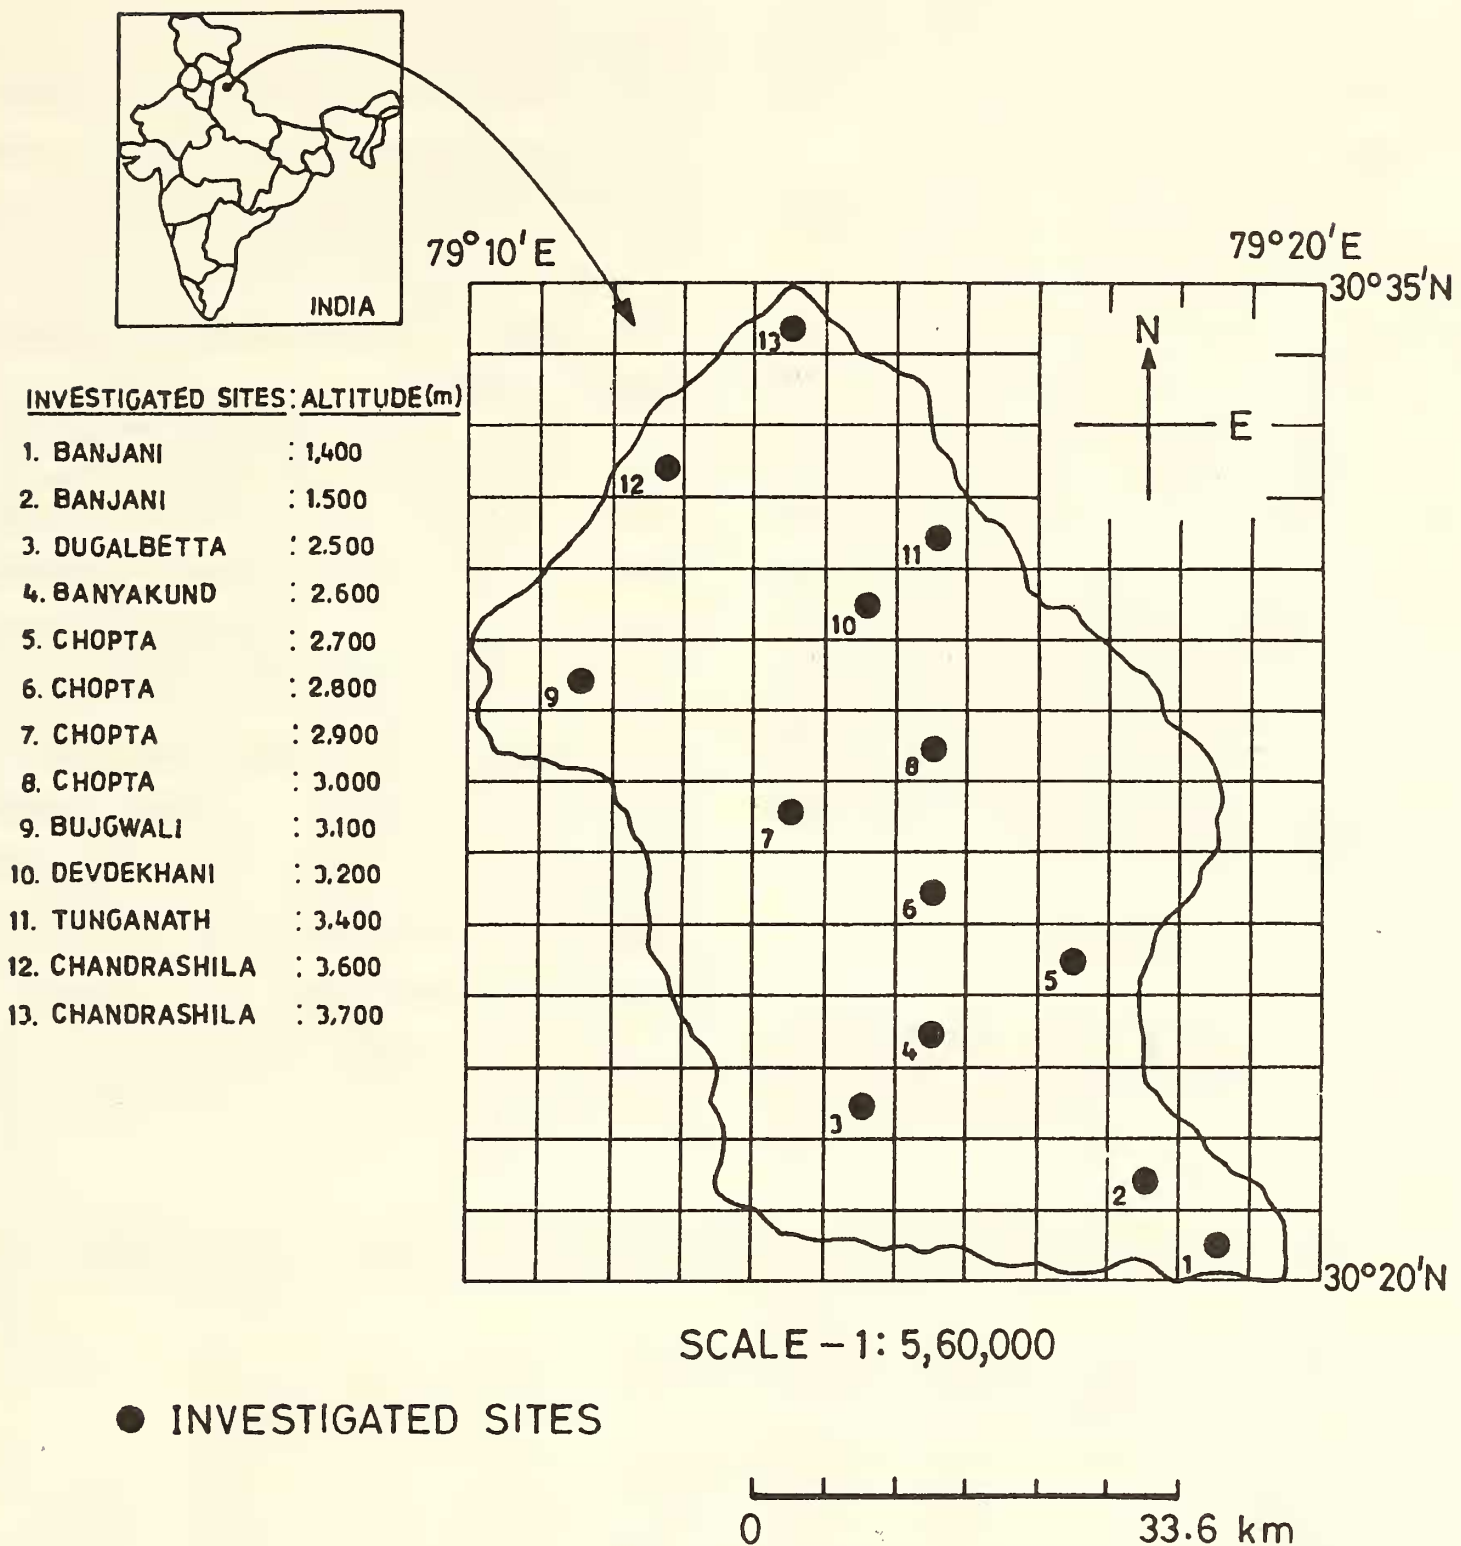 INDIA
79°10'E
79°20'E
30°35'N
N
E
INVESTIGATED SITES: ALTITUDE(m)
1. BANJANI : 1,400
2. BANJANI : 1.500
3. DUGALBETTA : 2.500
4. BANYAKUND : 2.600
5. CHOPTA : 2.700
6. CHOPTA : 2.800
7. CHOPTA : 2.900
8. CHOPTA : 3.000
9. BUJGWALI : 3.100
10. DEVDEKHANI : 3,200
11. TUNGANATH : 3.400
12. CHANDRASHILA : 3.600
13. CHANDRASHILA : 3,700
13
12
11
10
9
8
7
6
5
4
3
2
1
30°20'N
SCALE – 1: 5,60,000
INVESTIGATED SITES
0 33.6 km